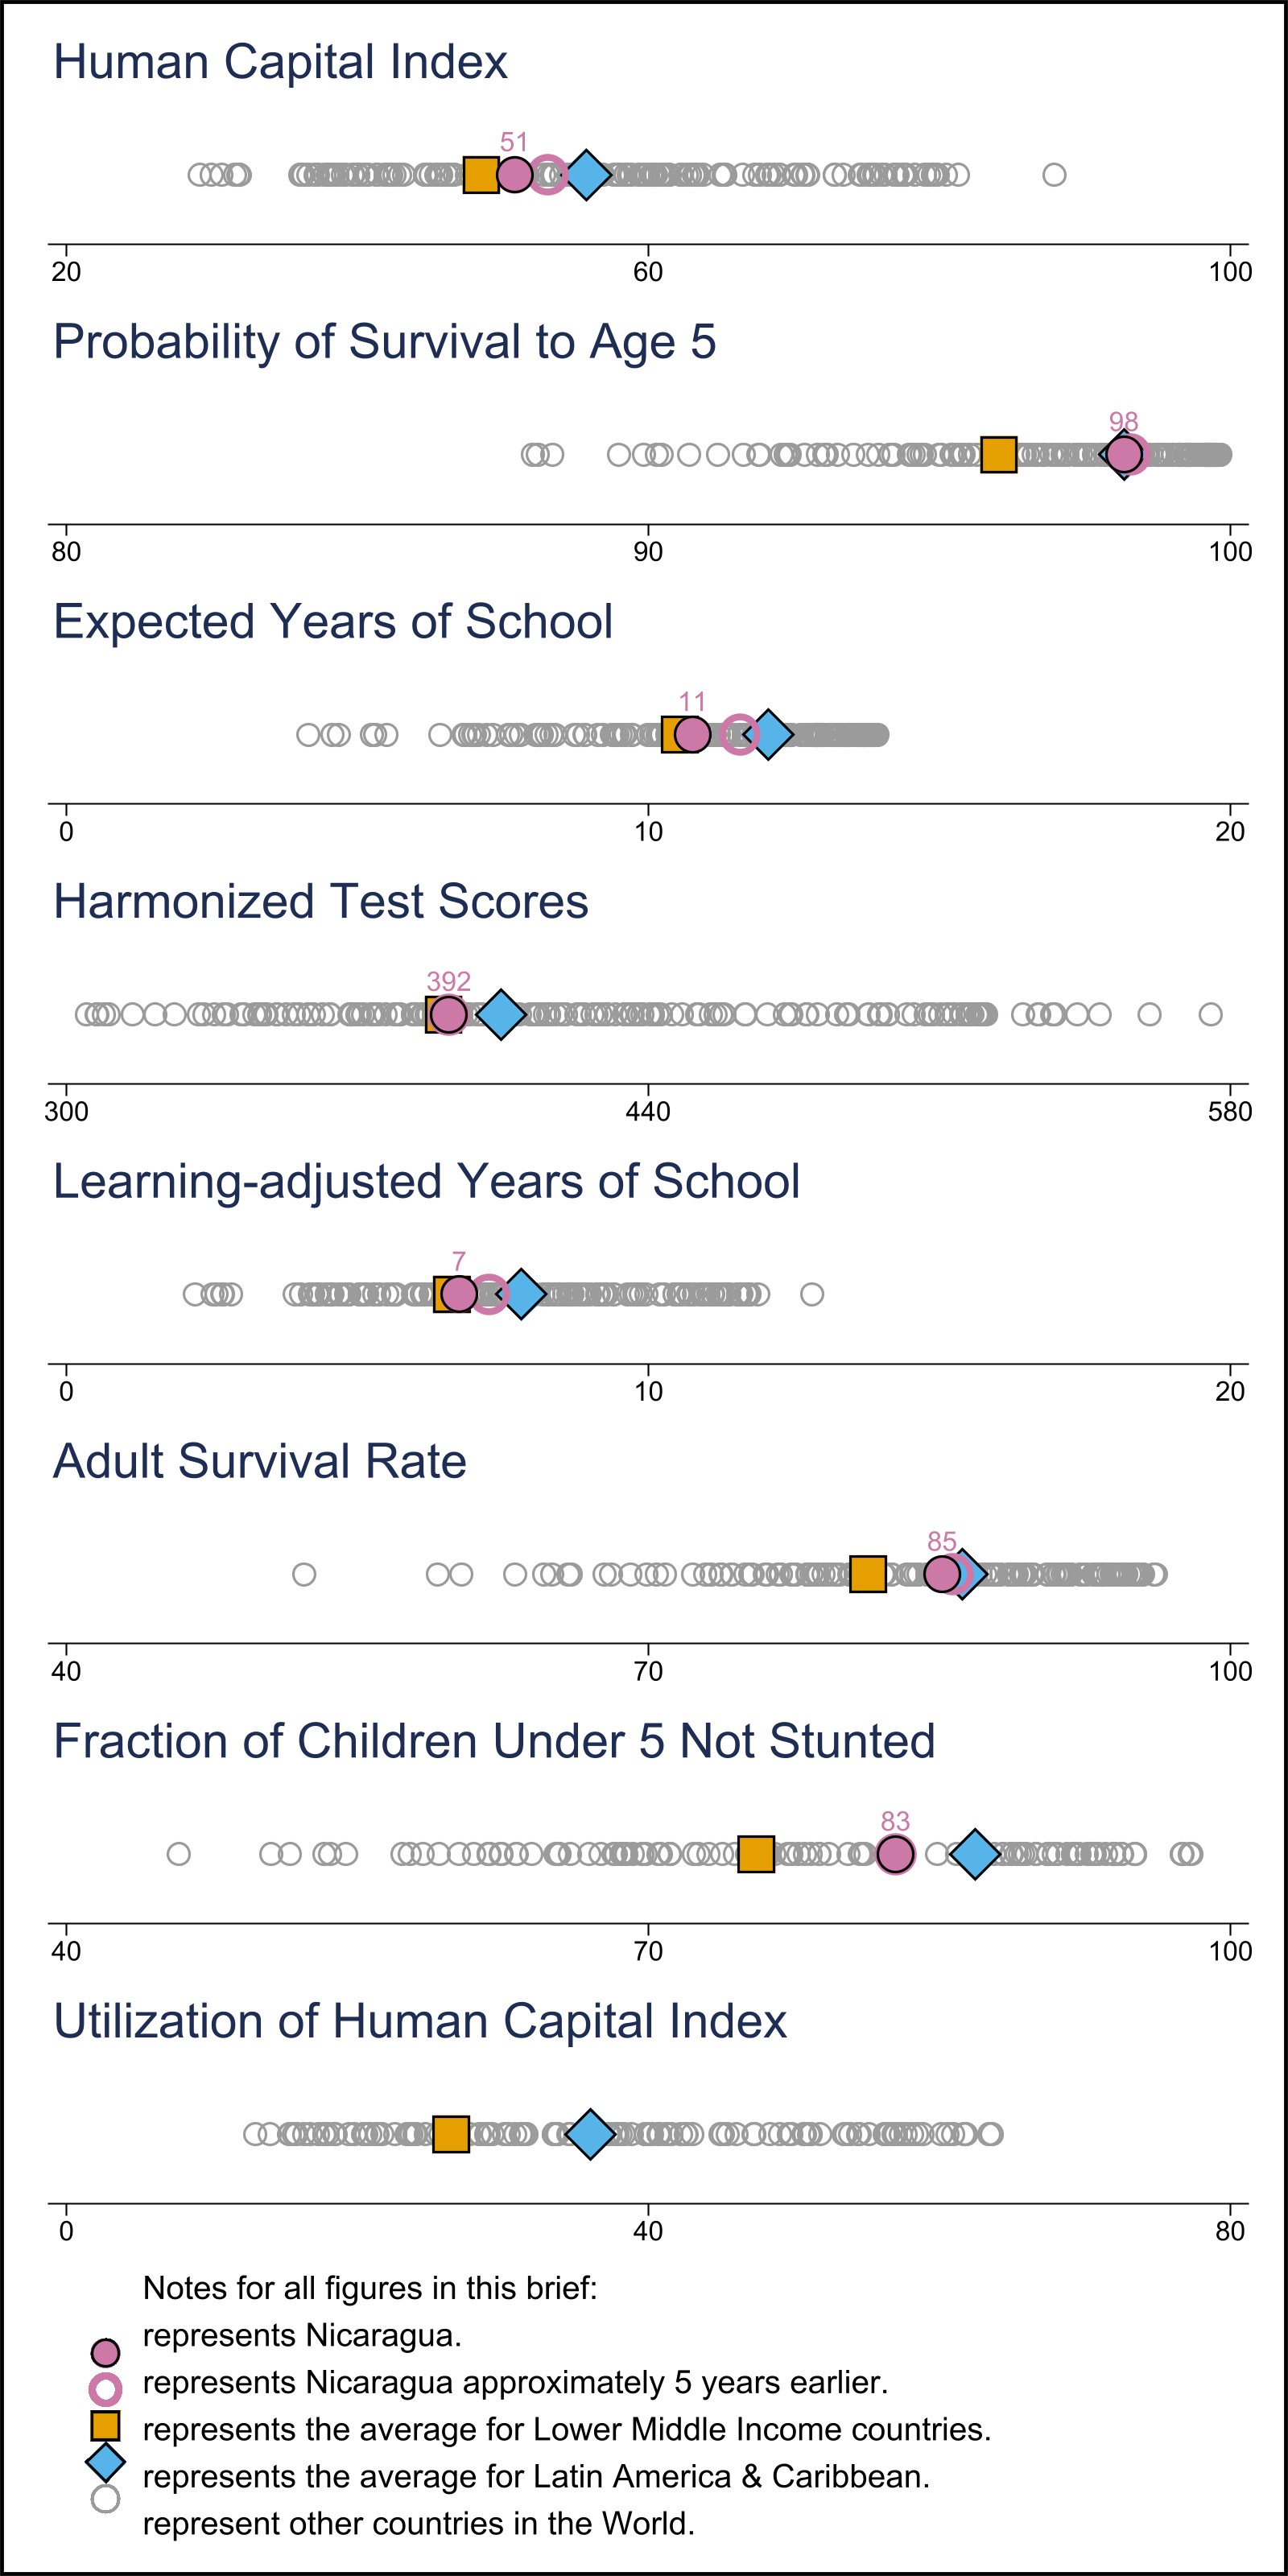 Human Capital Index
51
20 60 100
Probability of Survival to Age 5
98
80 90 100
Expected Years of School
11
0 10 20
Harmonized Test Scores
392
300 440 580
Learning-adjusted Years of School
7
0 10 20
Adult Survival Rate
85
40 70 100
Fraction of Children Under 5 Not Stunted
83
40 70 100
Utilization of Human Capital Index
0 40 80
Notes for all figures in this brief:
represents Nicaragua.
represents Nicaragua approximately 5 years earlier.
represents the average for Lower Middle Income countries.
represents the average for Latin America & Caribbean.
represent other countries in the World.